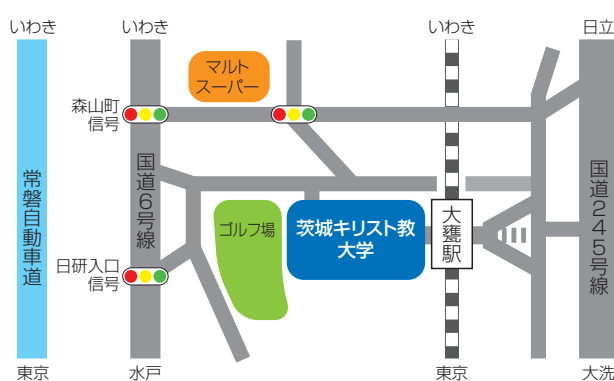 いわき
いわき
いわき
日立
マルト
スーパー
森山町
信号
常磐自動車道
国道6号線
ゴルフ場
茨城キリスト教
大学
大甕駅
国道245号線
日研入口
信号
東京
水戸
東京
大洗